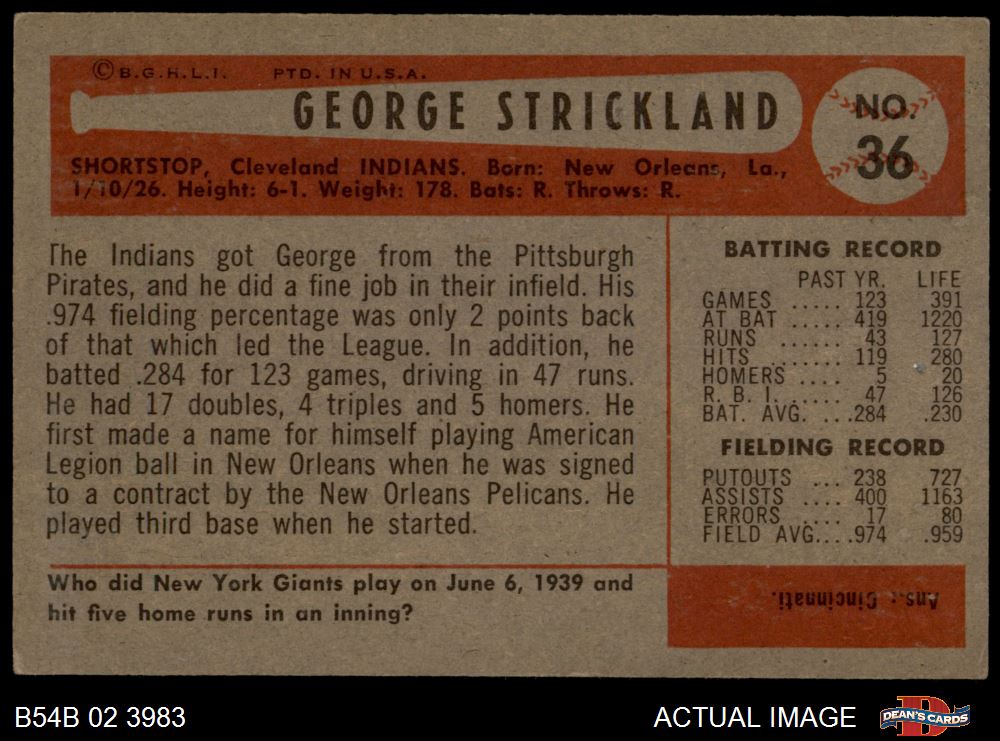 © B.G.H.L.I. PTD. IN U.S.A.
GEORGE STRICKLAND
NO.
36
SHORTSTOP, Cleveland INDIANS. Born: New Orleans, La.,
1/10/26. Height: 6-1. Weight: 178. Bats: R. Throws: R.
The Indians got George from the Pittsburgh
Pirates, and he did a fine job in their infield. His
.974 fielding percentage was only 2 points back
of that which led the League. In addition, he
batted .284 for 123 games, driving in 47 runs.
He had 17 doubles, 4 triples and 5 homers. He
first made a name for himself playing American
Legion ball in New Orleans when he was signed
to a contract by the New Orleans Pelicans. He
played third base when he started.
BATTING RECORD
PAST YR. LIFE
GAMES ..... 123 391
AT BAT ..... 419 1220
RUNS ..... 43 127
HITS ...... 119 280
HOMERS .... 5 20
R. B. I. ...... 47 126
BAT. AVG. ... .284 .230
FIELDING RECORD
PUTOUTS ... 238 727
ASSISTS .... 400 1163
ERRORS .... 17 80
FIELD AVG.... .974 .959
Who did New York Giants play on June 6, 1939 and
hit five home runs in an inning?
Ans.: Cincinnati.
B54B 02 3983
ACTUAL IMAGE
D
DEAN'S CARDS